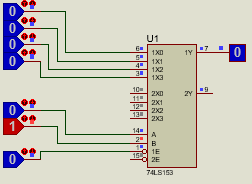 U1
0
0
0
0
6 1X0 1Y 7 0
5 1X1
4 1X2
3 1X3
10 2X0 2Y 9
11 2X1
12 2X2
13 2X3
0
1
0
14 A
2 B
1 1E
15 2E
74LS153